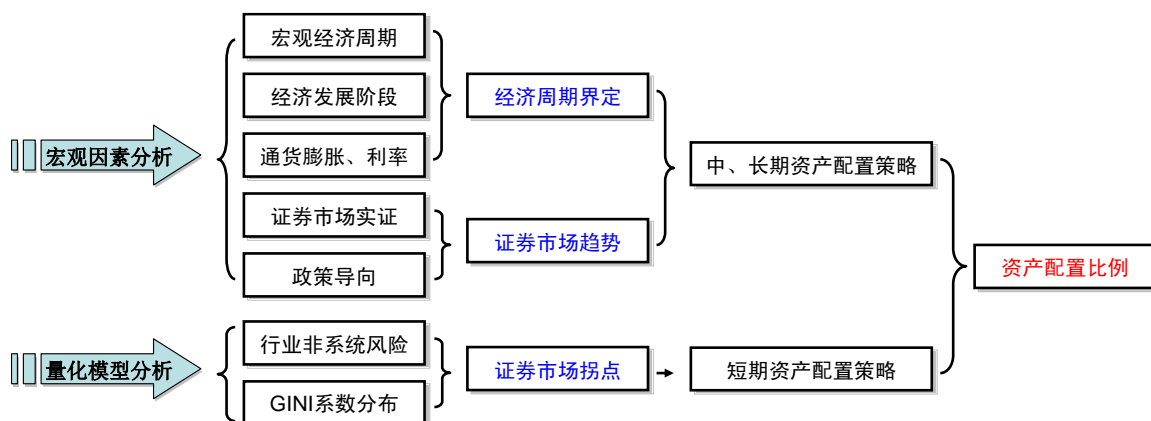 宏观经济周期
经济发展阶段
经济周期界定
宏观因素分析
通货膨胀、利率
中、长期资产配置策略
证券市场实证
证券市场趋势
政策导向
资产配置比例
行业非系统风险
量化模型分析
证券市场拐点
短期资产配置策略
GINI系数分布